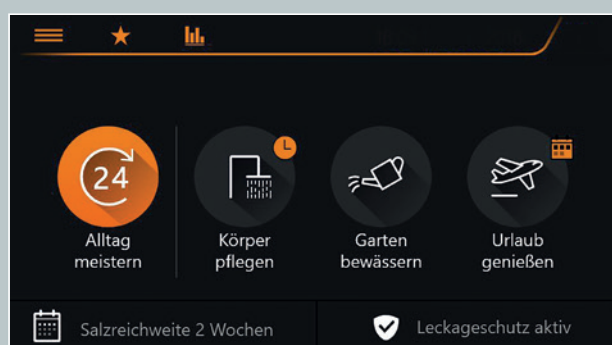 24
Alltag
meistern
Körper
pflegen
Garten
bewässern
Urlaub
genießen
Salzreichweite 2 Wochen
Leckageschutz aktiv